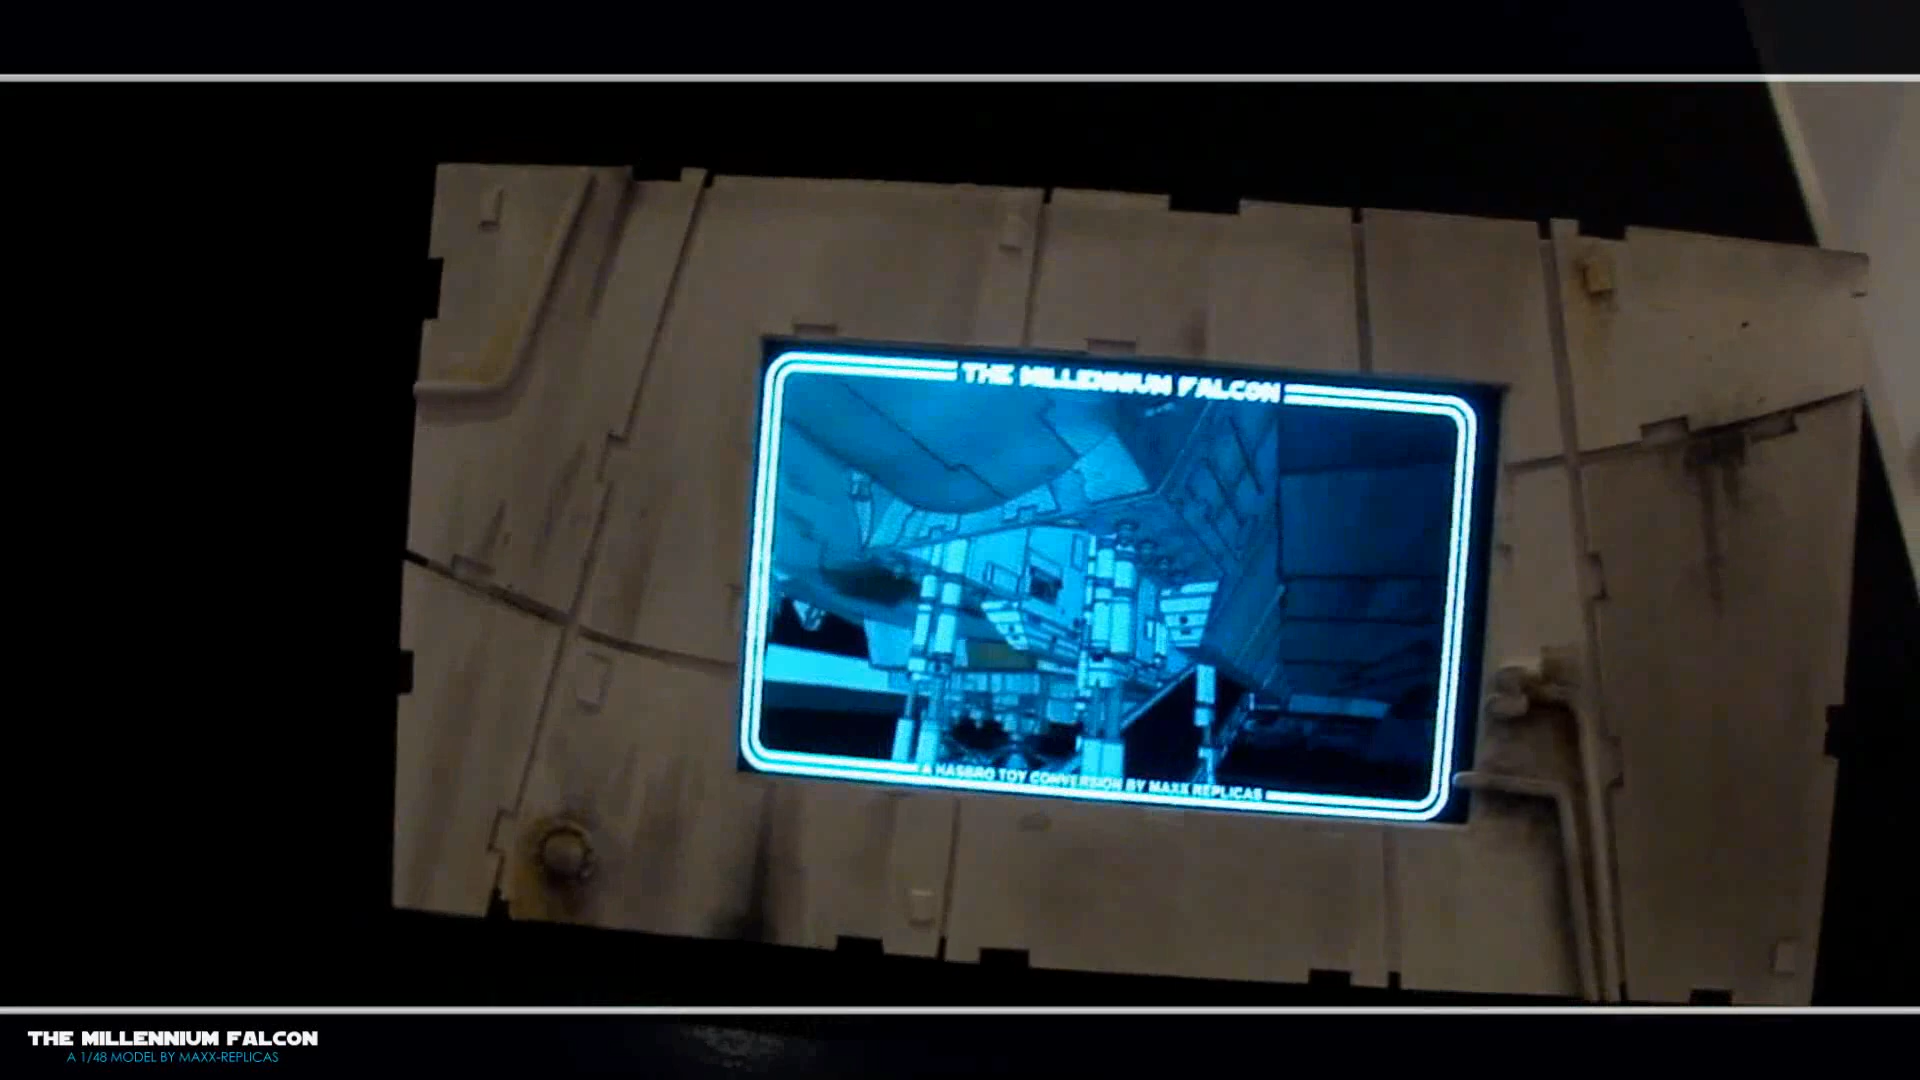 THE MILLENNIUM FALCON
A HASBRO TOY CONVERSION BY MAXX REPLICAS
THE MILLENNIUM FALCON
A 1/48 MODEL BY MAXX-REPLICAS